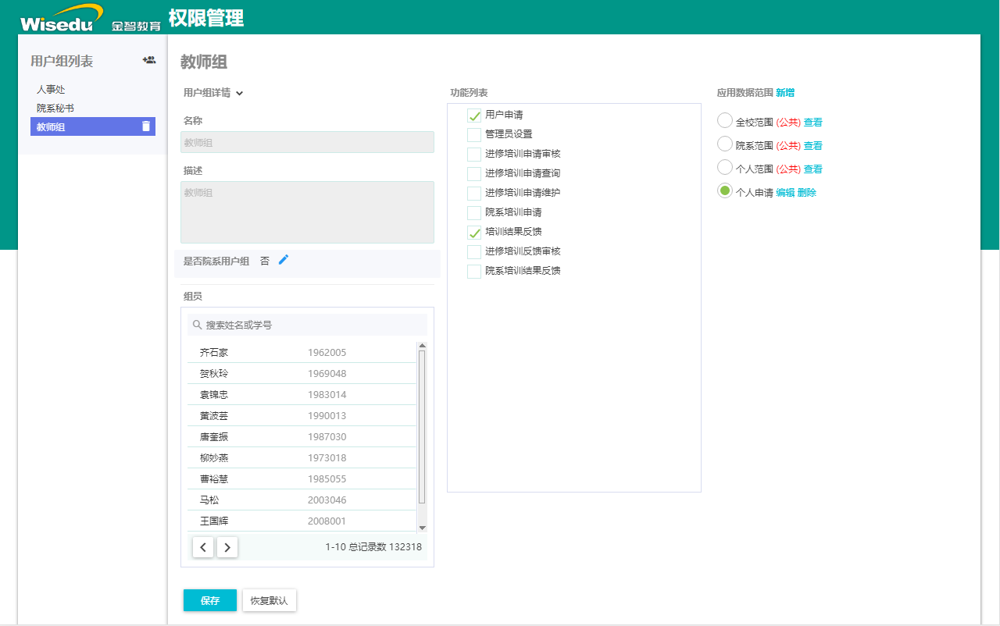 Wisedu 金智教育 权限管理
用户组列表
人事处
院系秘书
教师组
教师组
用户组详情
名称
教师组
描述
教师组
是否院系用户组 否
组员
搜索姓名或学号
齐石家 1962005
贺秋玲 1969048
袁锦忠 1983014
黄波芸 1990013
唐奎振 1987030
柳妙燕 1973018
曹裕慧 1985055
马松 2003046
王国辉 2008001
1-10 总记录数 132318
保存 恢复默认
功能列表
用户申请
管理员设置
进修培训申请审核
进修培训申请查询
进修培训申请维护
院系培训申请
培训结果反馈
进修培训反馈审核
院系培训结果反馈
应用数据范围 新增
全校范围 (公共) 查看
院系范围 (公共) 查看
个人范围 (公共) 查看
个人申请 编辑 删除